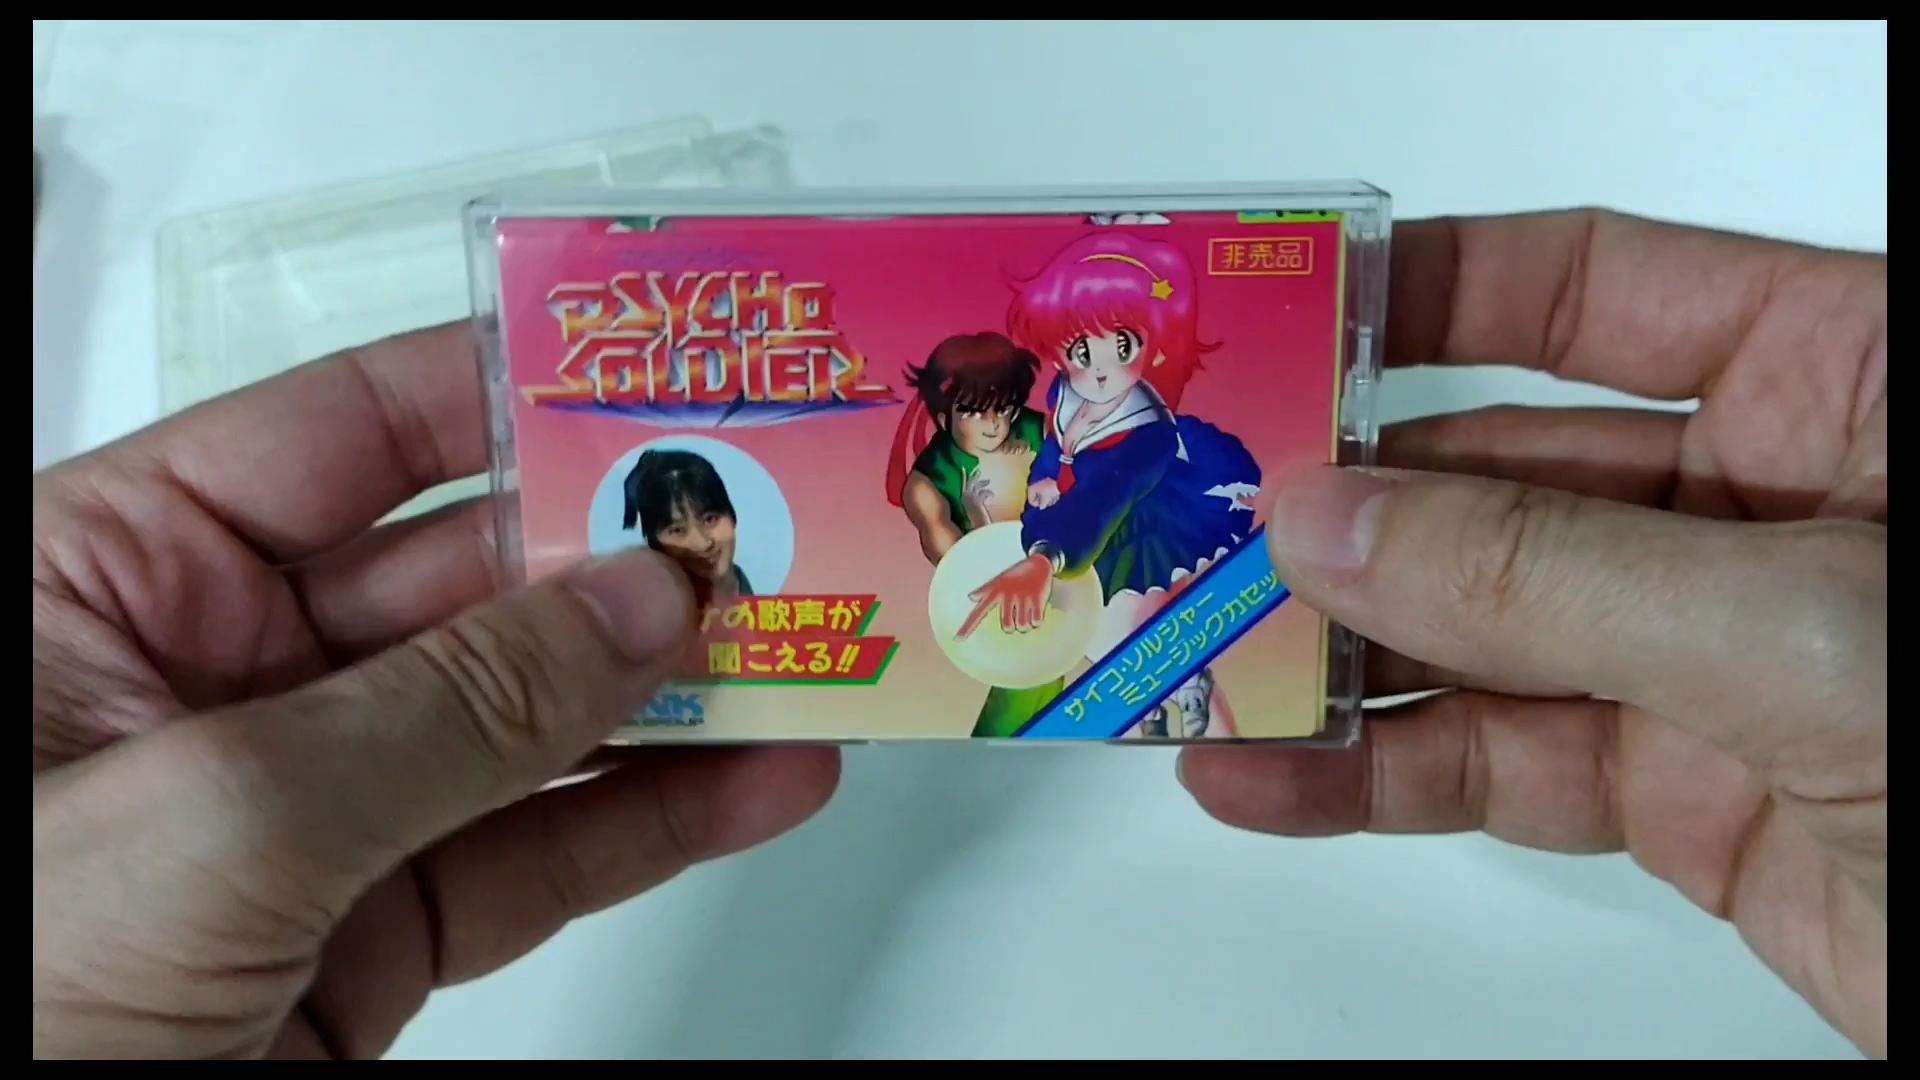 PSYCHO
SOLDIER
非売品
の歌声が
聞こえる!!
NK
サイコ・ソルジャー
ミュージックカセッ